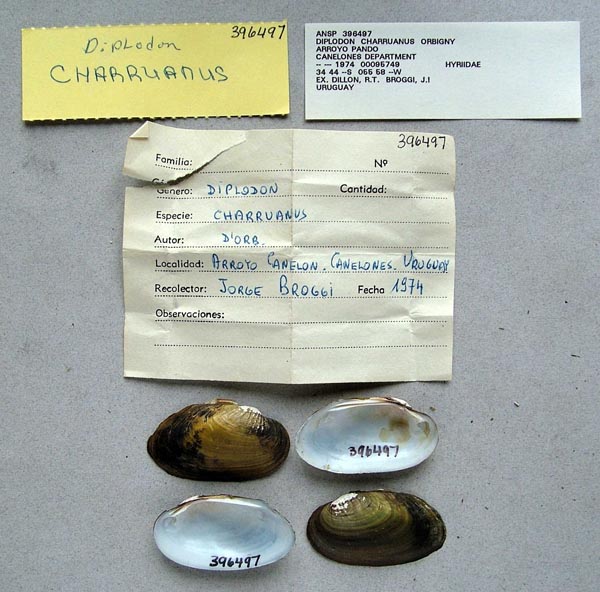 396497
Diplodon
CHARRUANUS
ANSP 396497
DIPLODON CHARRUANUS ORBIGNY
ARROYO PANDO
CANELONES DEPARTMENT
-- --- 1974 00095749 HYRIIDAE
34 44 --S 055 58 --W
EX. DILLON, R.T. BROGGI, J.I
URUGUAY
396497
Familia: Nº
Género: DIPLODON Cantidad:
Especie: CHARRUANUS
Autor: D'ORB.
Localidad: ARROYO CANELON. CANELONES. URUGUAY
Recolector: JORGE BROGGI Fecha 1974
Observaciones:
396497
396497